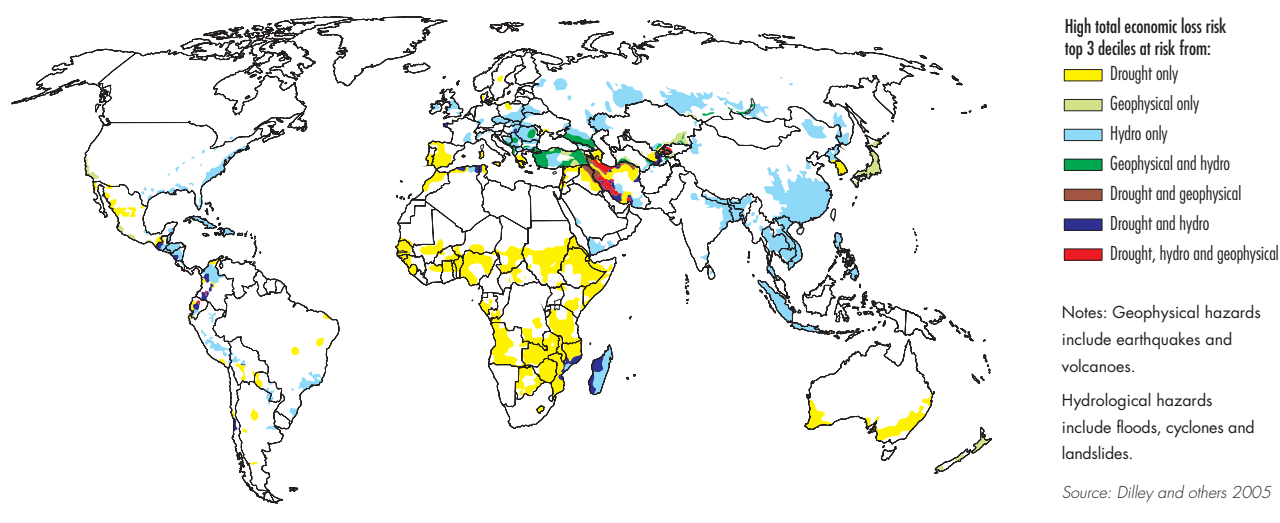 High total economic loss risk
top 3 deciles at risk from:
Drought only
Geophysical only
Hydro only
Geophysical and hydro
Drought and geophysical
Drought and hydro
Drought, hydro and geophysical
Notes: Geophysical hazards
include earthquakes and
volcanoes.
Hydrological hazards
include floods, cyclones and
landslides.
Source: Dilley and others 2005